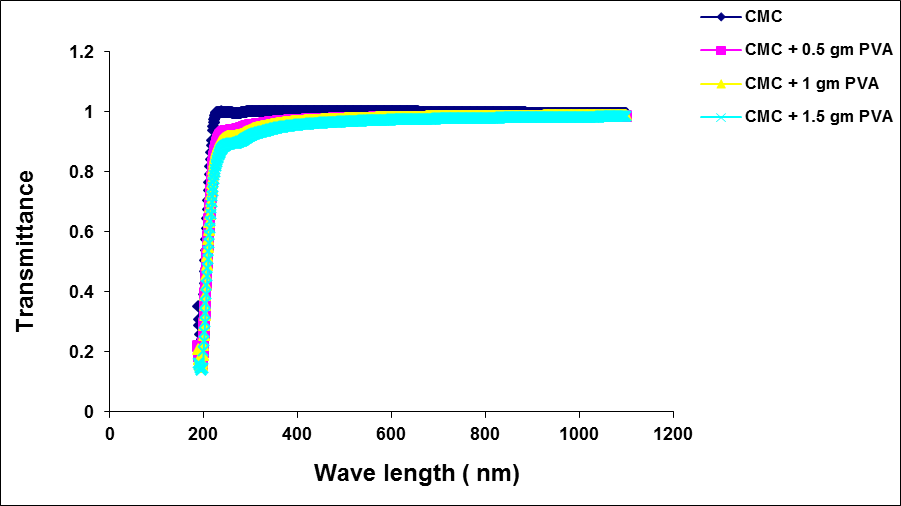 CMC
CMC + 0.5 gm PVA
CMC + 1 gm PVA
CMC + 1.5 gm PVA
1.2
1
0.8
0.6
0.4
0.2
0
Transmittance
0 200 400 600 800 1000 1200
Wave length ( nm)